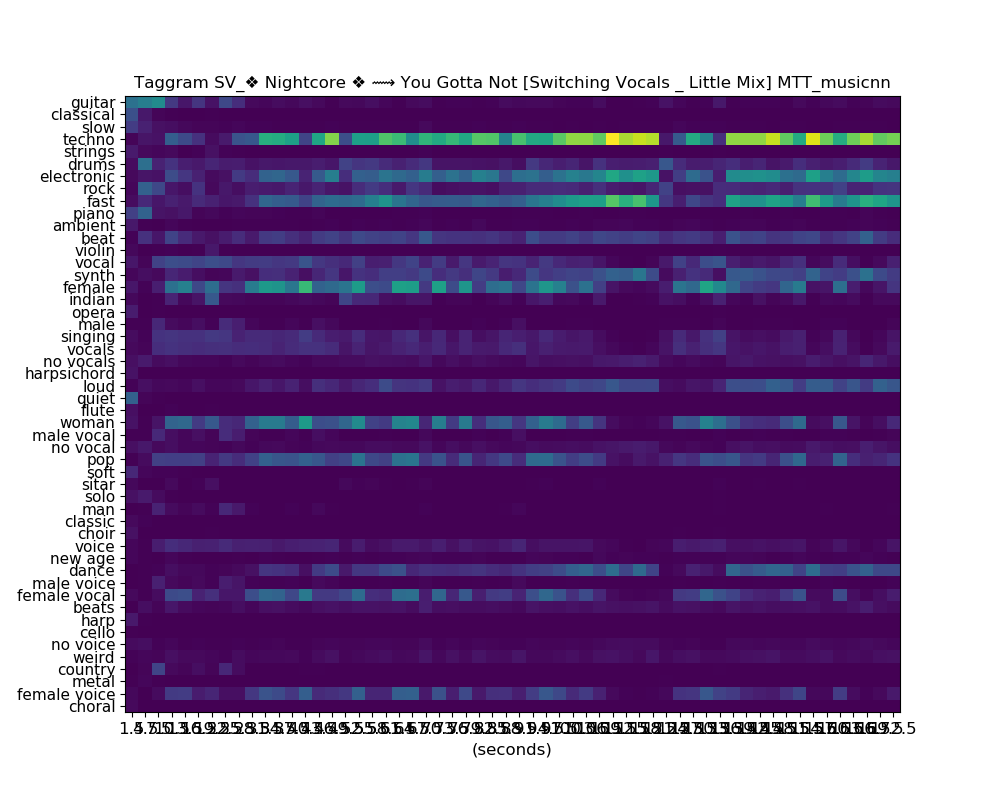 Taggram SV_❖ Nightcore ❖ ⟿ You Gotta Not [Switching Vocals _ Little Mix] MTT_musicnn
guitar
classical
slow
techno
strings
drums
electronic
rock
fast
piano
ambient
beat
violin
vocal
synth
female
indian
opera
male
singing
vocals
no vocals
harpsichord
loud
quiet
flute
woman
male vocal
no vocal
pop
soft
sitar
solo
man
classic
choir
voice
new age
dance
male voice
female vocal
beats
harp
cello
no voice
weird
country
metal
female voice
choral
(seconds)